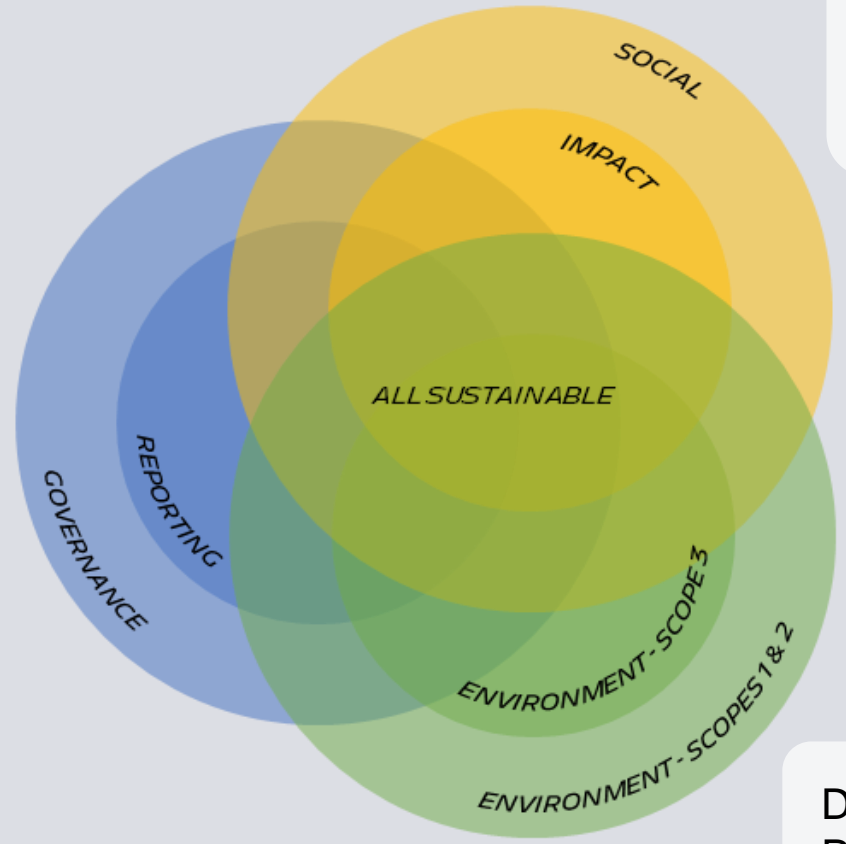 SOCIAL
IMPACT
ALL SUSTAINABLE
REPORTING
GOVERNANCE
ENVIRONMENT - SCOPE 3
ENVIRONMENT - SCOPES 1 & 2
D